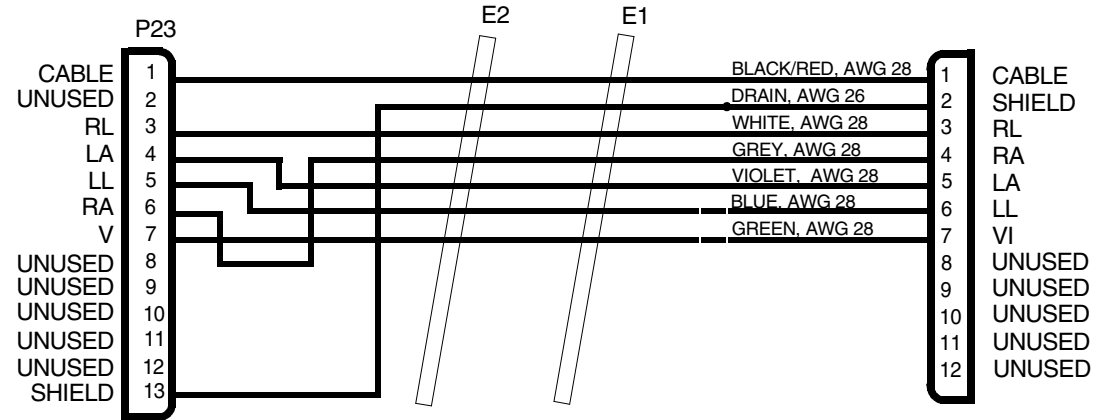 E2 E1
P23
CABLE 1 BLACK/RED, AWG 28 1 CABLE
UNUSED 2 DRAIN, AWG 26 2 SHIELD
RL 3 WHITE, AWG 28 3 RL
LA 4 GREY, AWG 28 4 RA
LL 5 VIOLET, AWG 28 5 LA
RA 6 BLUE, AWG 28 6 LL
V 7 GREEN, AWG 28 7 VI
UNUSED 8 8 UNUSED
UNUSED 9 9 UNUSED
UNUSED 10 10 UNUSED
UNUSED 11 11 UNUSED
UNUSED 12 12 UNUSED
SHIELD 13